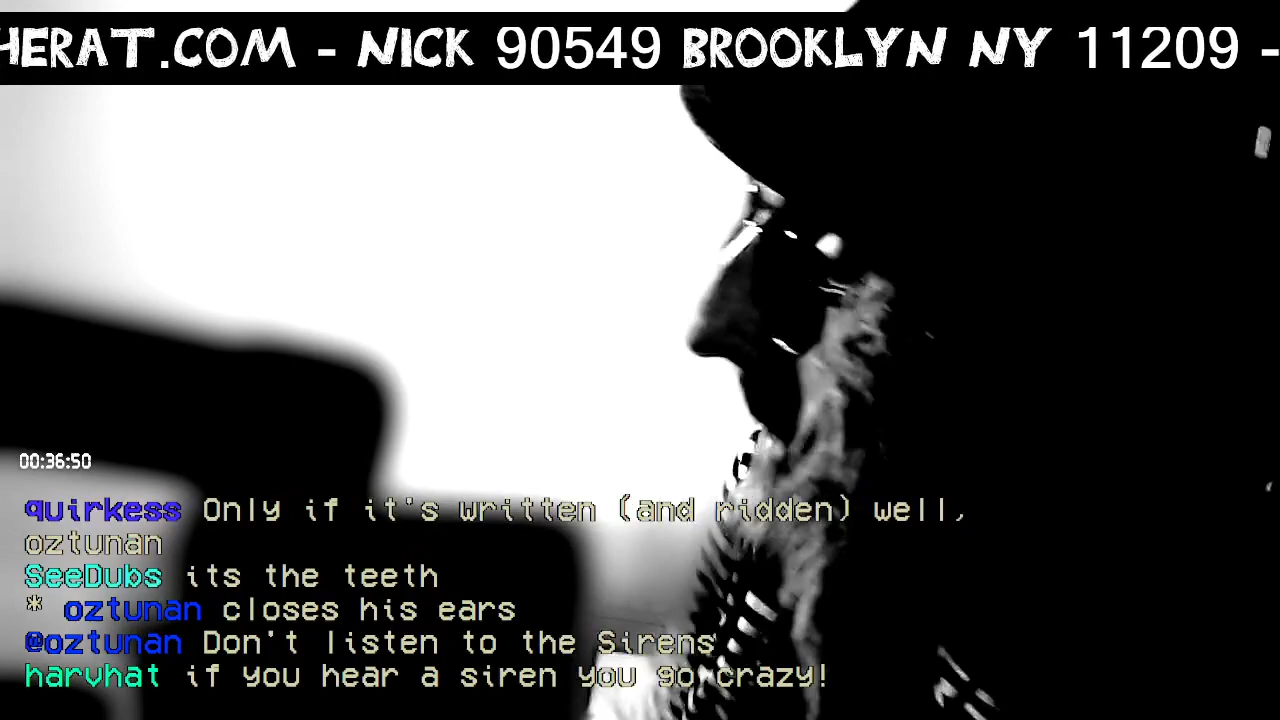 HERAT.COM - NICK 90549 BROOKLYN NY 11209 -
00:36:50
quirkess Only if it's written (and ridden) well,
oztunan
SeeDubs its the teeth
* oztunan closes his ears
@oztunan Don't listen to the Sirens
harvhat if you hear a siren you go crazy!